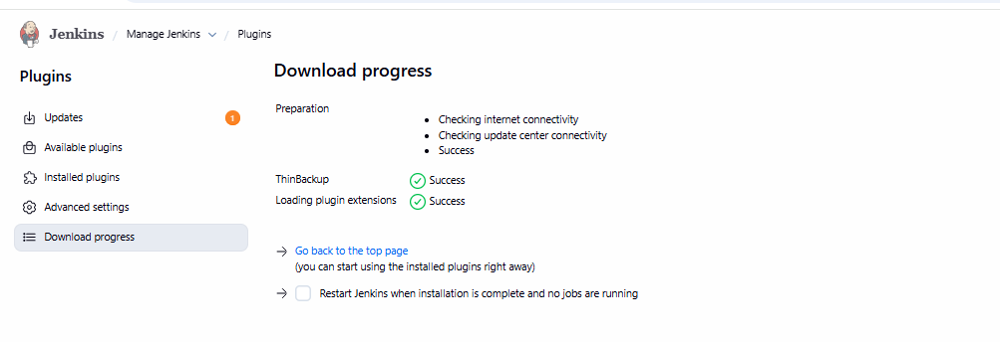 Jenkins / Manage Jenkins / Plugins
Plugins
Updates 1
Available plugins
Installed plugins
Advanced settings
Download progress
Download progress
Preparation
Checking internet connectivity
Checking update center connectivity
Success
ThinBackup Success
Loading plugin extensions Success
Go back to the top page
(you can start using the installed plugins right away)
Restart Jenkins when installation is complete and no jobs are running